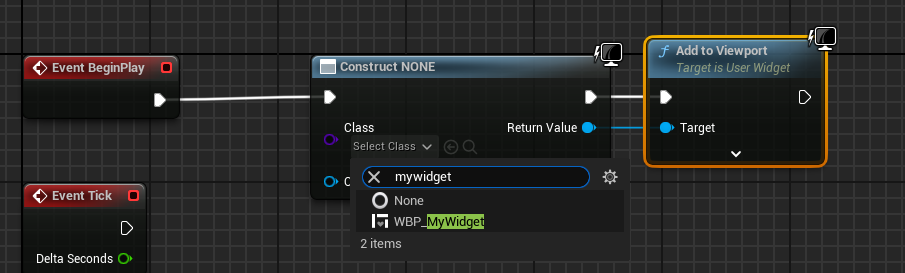 Event BeginPlay
Construct NONE
Add to Viewport
Target is User Widget
Class
Select Class
Return Value
Target
mywidget
None
WBP_MyWidget
2 items
Event Tick
Delta Seconds